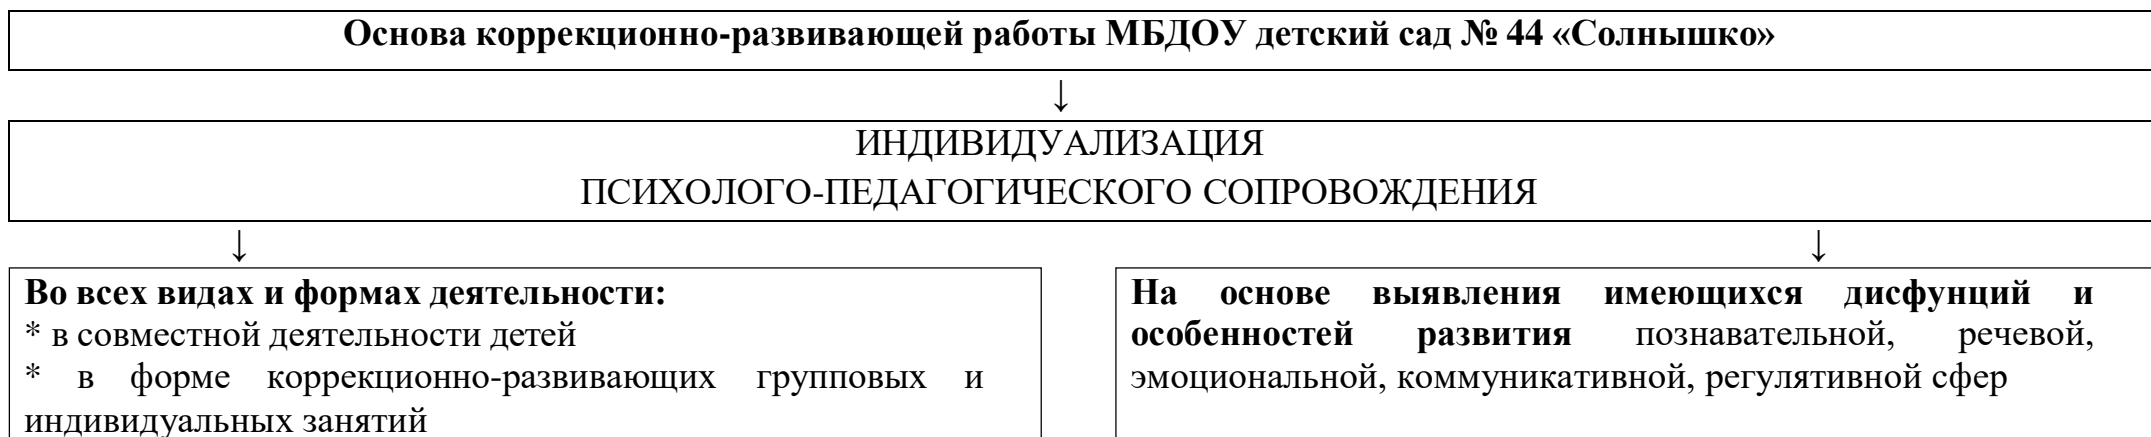 Основа коррекционно-развивающей работы МБДОУ детский сад № 44 «Солнышко»
↓
ИНДИВИДУАЛИЗАЦИЯ
ПСИХОЛОГО-ПЕДАГОГИЧЕСКОГО СОПРОВОЖДЕНИЯ
↓ ↓
Во всех видах и формах деятельности:
* в совместной деятельности детей
* в форме коррекционно-развивающих групповых и
индивидуальных занятий
На основе выявления имеющихся дисфунций и
особенностей развития познавательной, речевой,
эмоциональной, коммуникативной, регулятивной сфер